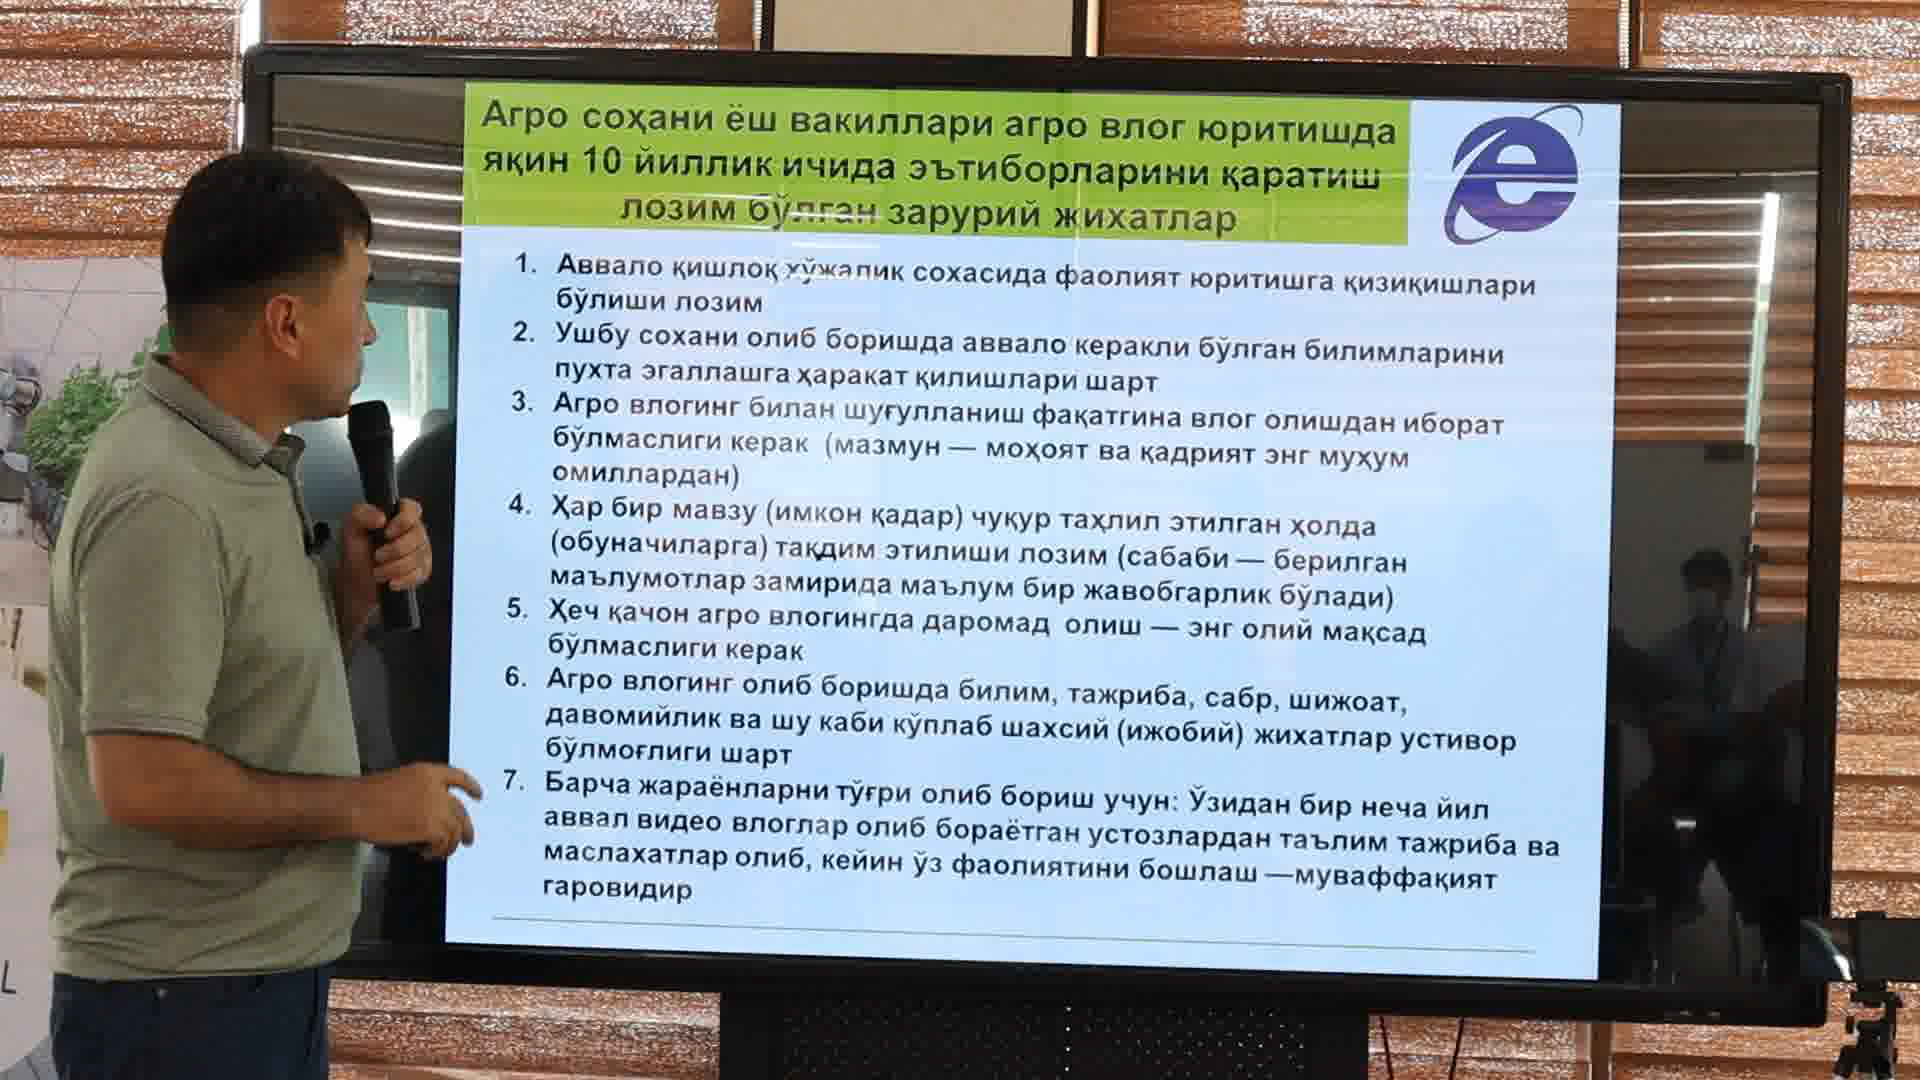 Агро соҳани ёш вакиллари агро влог юритишда
яқин 10 йиллик ичида эътиборларини қаратиш
лозим бўлган зарурий жихатлар
1. Аввало қишлоқ хўжалик сохасида фаолият юритишга қизиқишлари
бўлиши лозим
2. Ушбу сохани олиб боришда аввало керакли бўлган билимларини
пухта эгаллашга ҳаракат қилишлари шарт
3. Агро влогинг билан шуғулланиш фақатгина влог олишдан иборат
бўлмаслиги керак (мазмун — моҳоят ва қадрият энг муҳум
омиллардан)
4. Ҳар бир мавзу (имкон қадар) чуқур таҳлил этилган ҳолда
(обуначиларга) тақдим этилиши лозим (сабаби — берилган
маълумотлар замирида маълум бир жавобгарлик бўлади)
5. Ҳеч қачон агро влогингда даромад олиш — энг олий мақсад
бўлмаслиги керак
6. Агро влогинг олиб боришда билим, тажриба, сабр, шижоат,
давомийлик ва шу каби кўплаб шахсий (ижобий) жихатлар устивор
бўлмоғлиги шарт
7. Барча жараёнларни тўғри олиб бориш учун: Ўзидан бир неча йил
аввал видео влоглар олиб бораётган устозлардан таълим тажриба ва
маслахатлар олиб, кейин ўз фаолиятини бошлаш —муваффақият
гаровидир
L